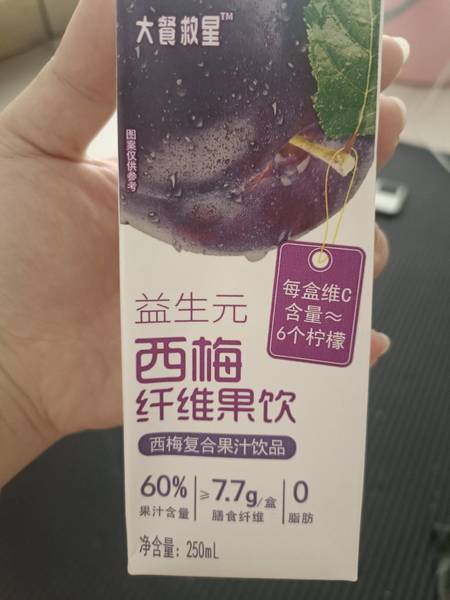 大餐救星™
图案仅供参考
每盒维C
含量≈
6个柠檬
益生元
西梅
纤维果饮
西梅复合果汁饮品
60% ≥7.7g/盒 0
果汁含量 膳食纤维 脂肪
净含量：250mL